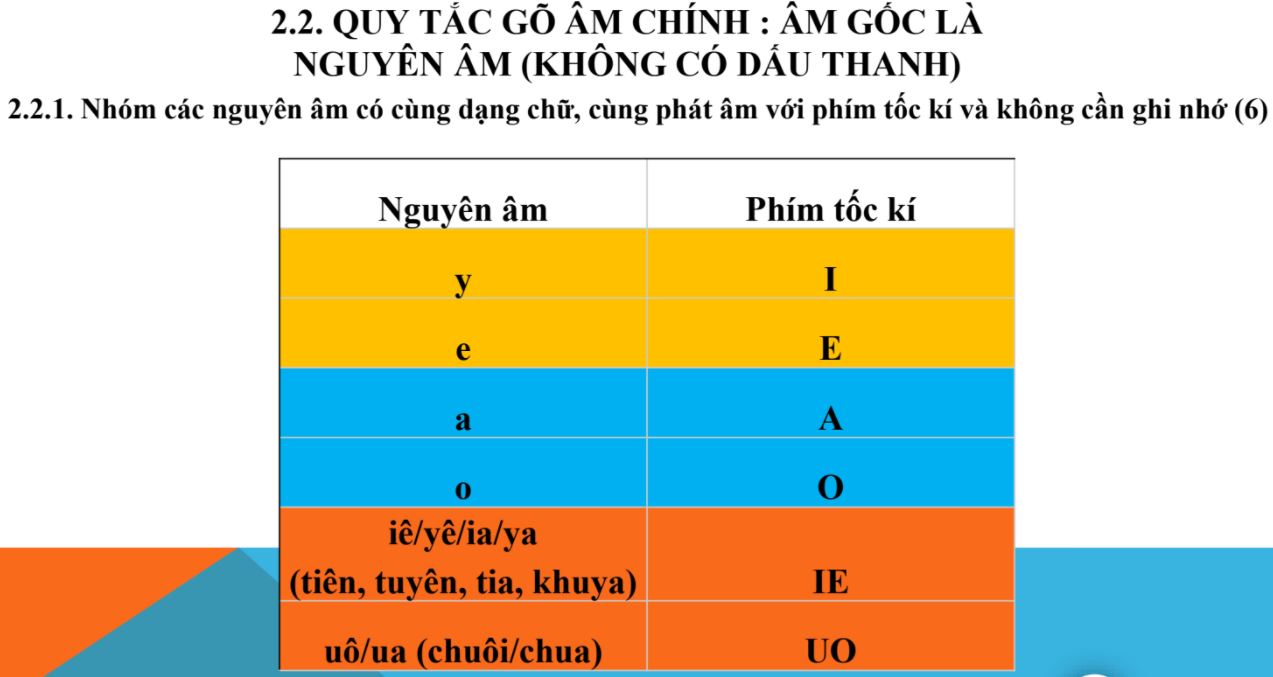 2.2. QUY TẮC GÕ ÂM CHÍNH : ÂM GỐC LÀ
NGUYÊN ÂM (KHÔNG CÓ DẤU THANH)
2.2.1. Nhóm các nguyên âm có cùng dạng chữ, cùng phát âm với phím tốc kí và không cần ghi nhớ (6)
Nguyên âm Phím tốc kí
y I
e E
a A
o O
iê/yê/ia/ya
(tiên, tuyên, tia, khuya) IE
uô/ua (chuôi/chua) UO